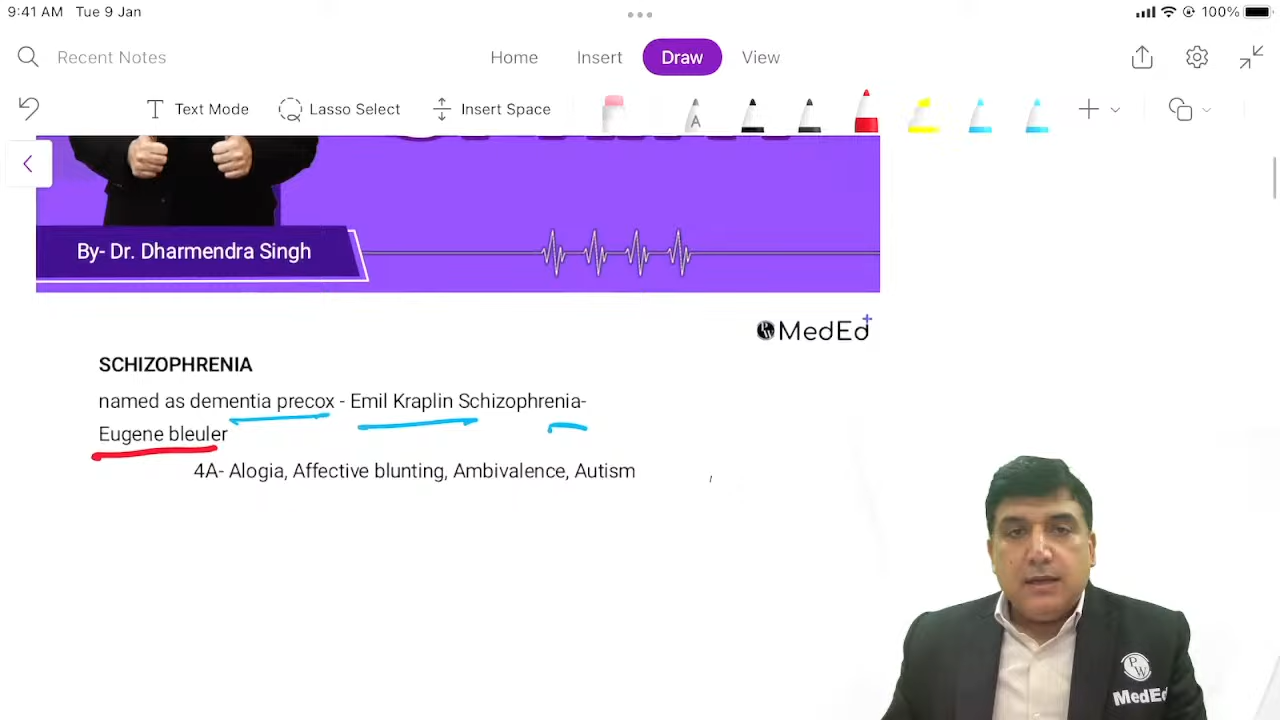 9:41 AM Tue 9 Jan
100%
Recent Notes
Home
Insert
Draw
View
Text Mode
Lasso Select
Insert Space
A
By- Dr. Dharmendra Singh
PW MedEd+
SCHIZOPHRENIA
named as dementia precox - Emil Kraplin Schizophrenia-
Eugene bleuler
4A- Alogia, Affective blunting, Ambivalence, Autism
PW
MedEd